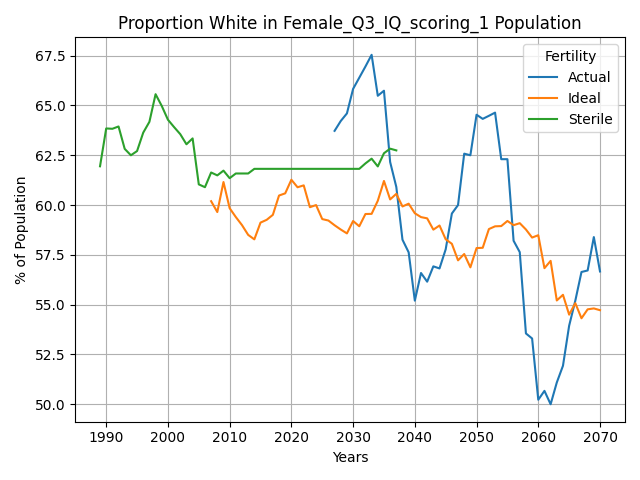 Proportion White in Female_Q3_IQ_scoring_1 Population
67.5
65.0
62.5
60.0
57.5
55.0
52.5
50.0
% of Population
Fertility
Actual
Ideal
Sterile
1990 2000 2010 2020 2030 2040 2050 2060 2070
Years